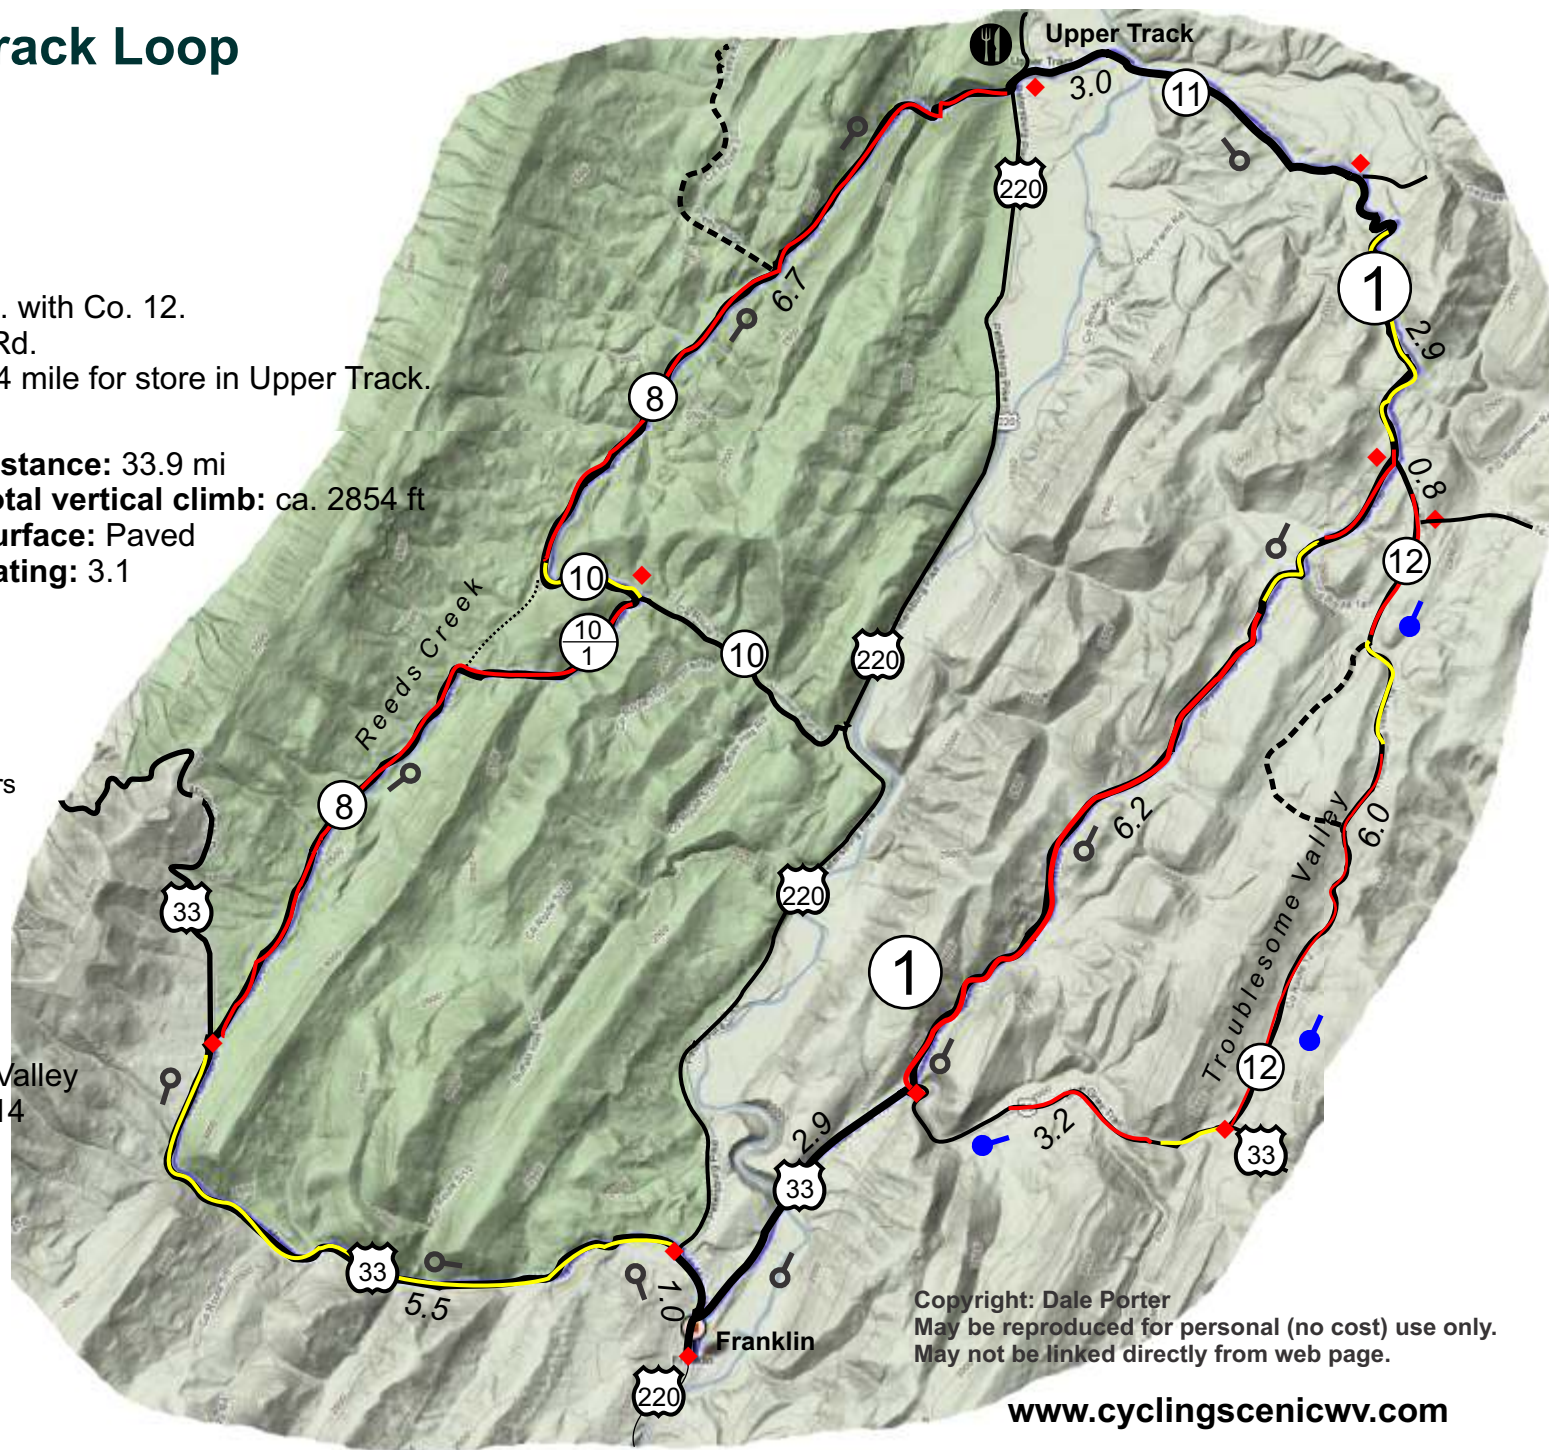 rack Loop
Upper Track
3.0
11
220
. with Co. 12.
Rd.
4 mile for store in Upper Track.
1
2.9
6.7
8
stance: 33.9 mi
otal vertical climb: ca. 2854 ft
urface: Paved
ating: 3.1
0.8
12
10
10
1
10
220
Reeds Creek
rs
8
6.2
6.0
Troublesome Valley
33
220
1
Valley
14
12
2.9
3.2
33
33
33
5.5
1.0
Franklin
220
Copyright: Dale Porter
May be reproduced for personal (no cost) use only.
May not be linked directly from web page.
www.cyclingscenicwv.com